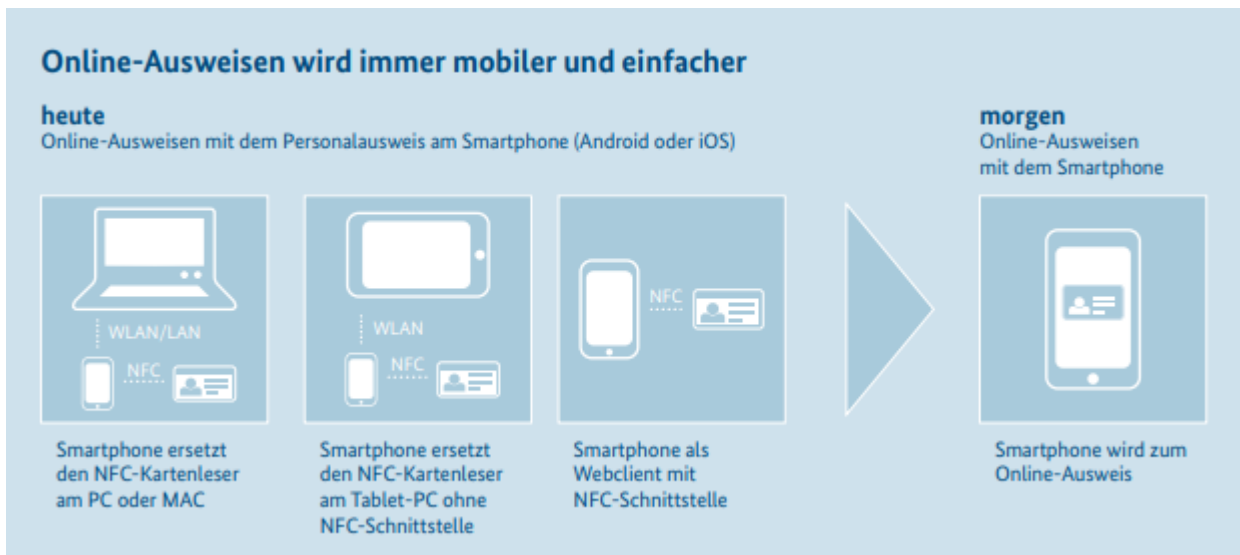 Online-Ausweisen wird immer mobiler und einfacher
heute
Online-Ausweisen mit dem Personalausweis am Smartphone (Android oder iOS)
morgen
Online-Ausweisen
mit dem Smartphone
WLAN/LAN
NFC
WLAN
NFC
NFC
Smartphone ersetzt
den NFC-Kartenleser
am PC oder MAC
Smartphone ersetzt
den NFC-Kartenleser
am Tablet-PC ohne
NFC-Schnittstelle
Smartphone als
Webclient mit
NFC-Schnittstelle
Smartphone wird zum
Online-Ausweis